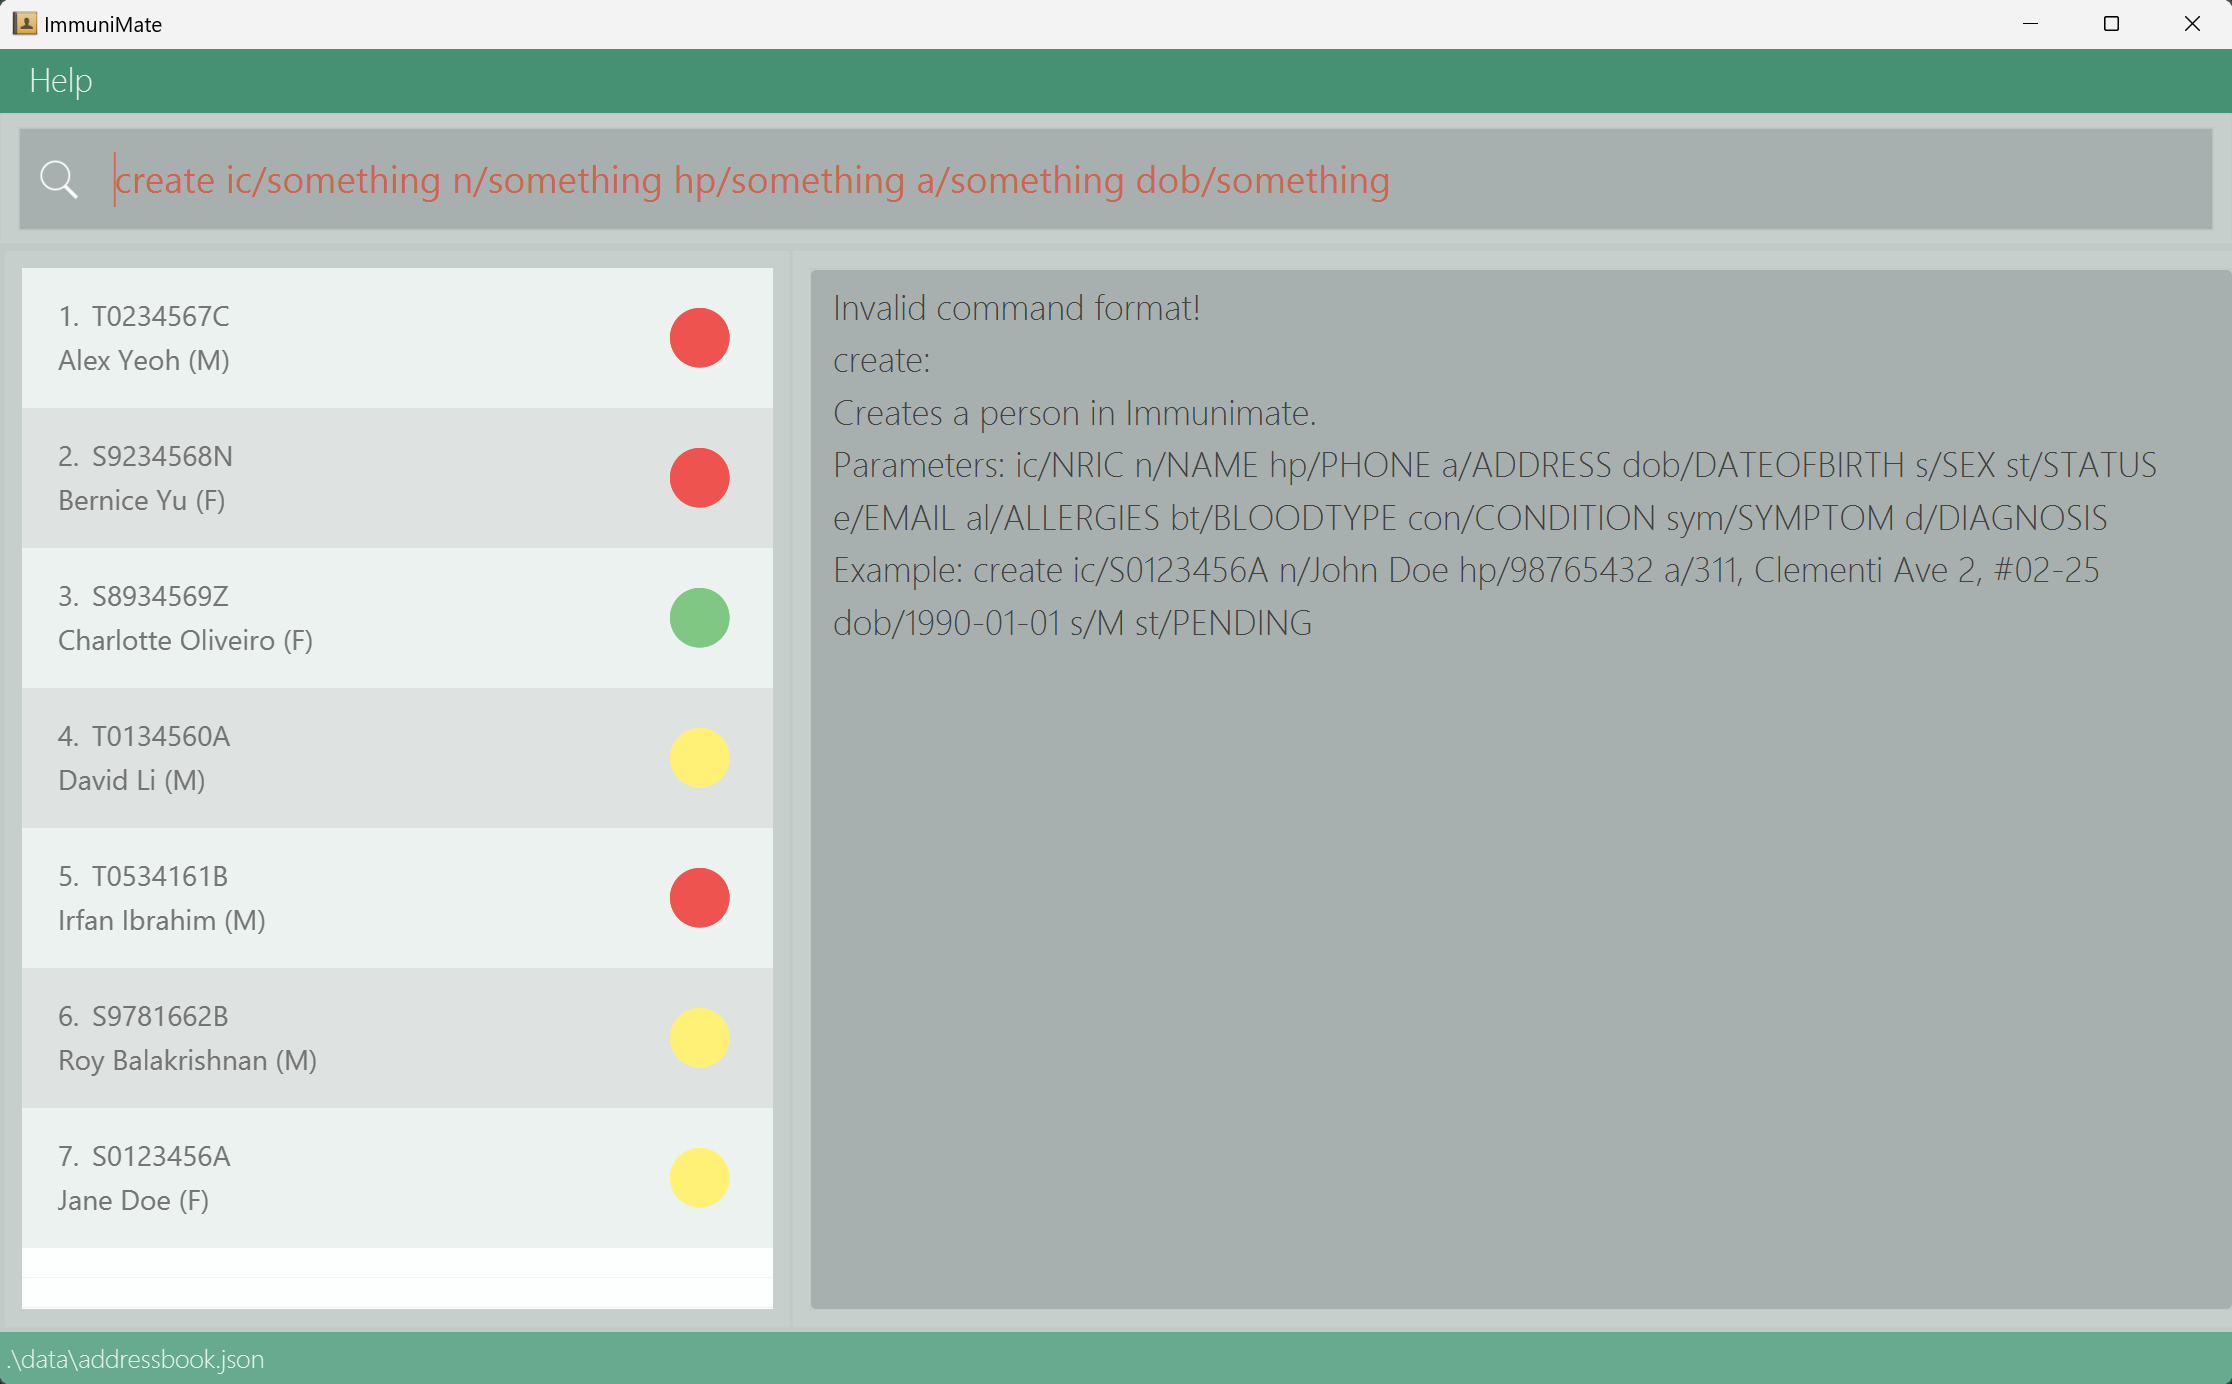 ImmuniMate
Help
create ic/something n/something hp/something a/something dob/something
1. T0234567C
Alex Yeoh (M)
2. S9234568N
Bernice Yu (F)
3. S8934569Z
Charlotte Oliveiro (F)
4. T0134560A
David Li (M)
5. T0534161B
Irfan Ibrahim (M)
6. S9781662B
Roy Balakrishnan (M)
7. S0123456A
Jane Doe (F)
Invalid command format!
create:
Creates a person in Immunimate.
Parameters: ic/NRIC n/NAME hp/PHONE a/ADDRESS dob/DATEOFBIRTH s/SEX st/STATUS
e/EMAIL al/ALLERGIES bt/BLOODTYPE con/CONDITION sym/SYMPTOM d/DIAGNOSIS
Example: create ic/S0123456A n/John Doe hp/98765432 a/311, Clementi Ave 2, #02-25
dob/1990-01-01 s/M st/PENDING
.\data\addressbook.json